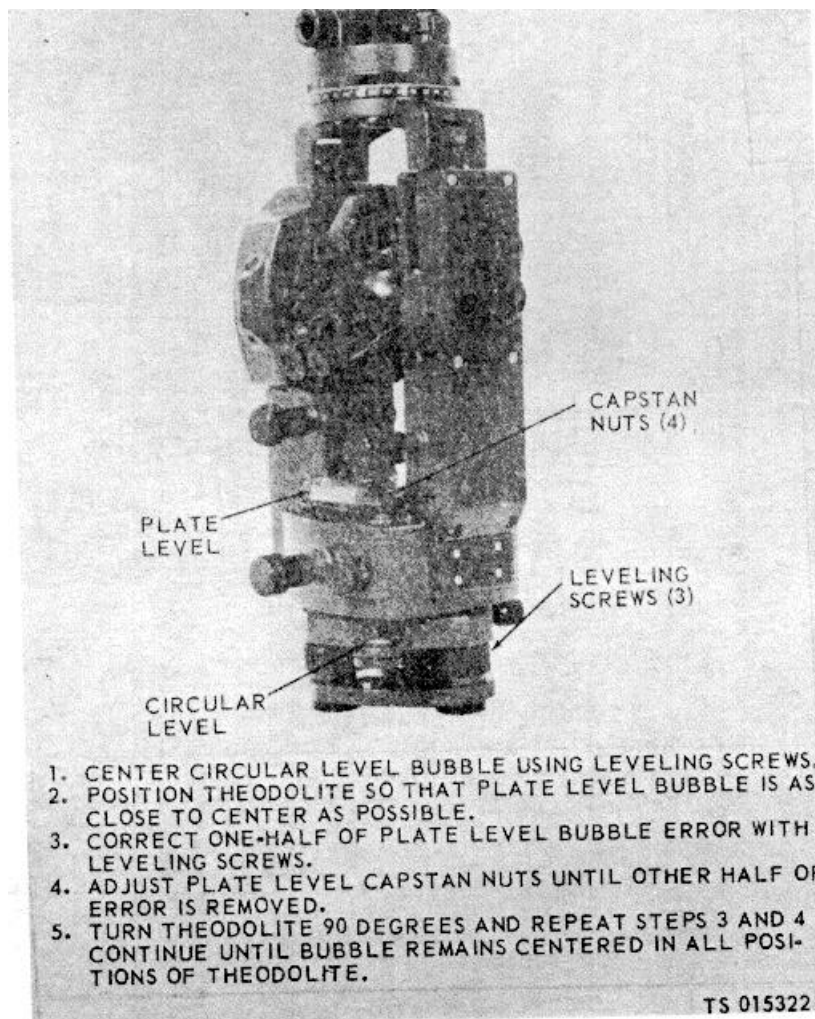 CAPSTAN
NUTS (4)
PLATE
LEVEL
LEVELING
SCREWS (3)
CIRCULAR
LEVEL
1. CENTER CIRCULAR LEVEL BUBBLE USING LEVELING SCREWS.
2. POSITION THEODOLITE SO THAT PLATE LEVEL BUBBLE IS AS
CLOSE TO CENTER AS POSSIBLE.
3. CORRECT ONE-HALF OF PLATE LEVEL BUBBLE ERROR WITH
LEVELING SCREWS.
4. ADJUST PLATE LEVEL CAPSTAN NUTS UNTIL OTHER HALF OF
ERROR IS REMOVED.
5. TURN THEODOLITE 90 DEGREES AND REPEAT STEPS 3 AND 4
CONTINUE UNTIL BUBBLE REMAINS CENTERED IN ALL POSI-
TIONS OF THEODOLITE.
TS 015322